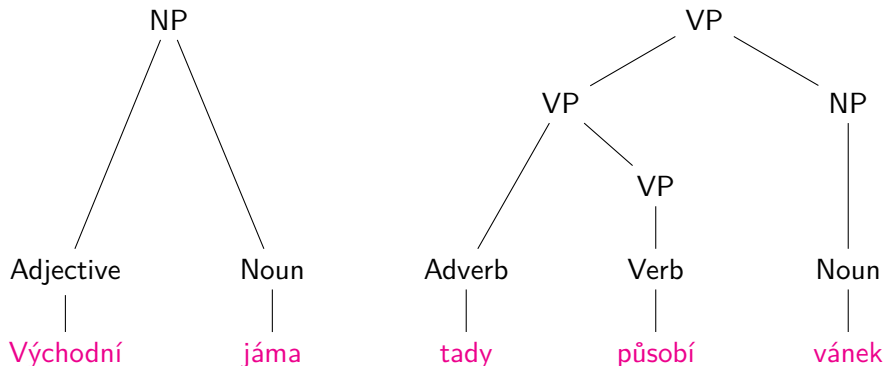 NP VP
VP NP
VP
Adjective Noun Adverb Verb Noun
Východní jáma tady působí vánek